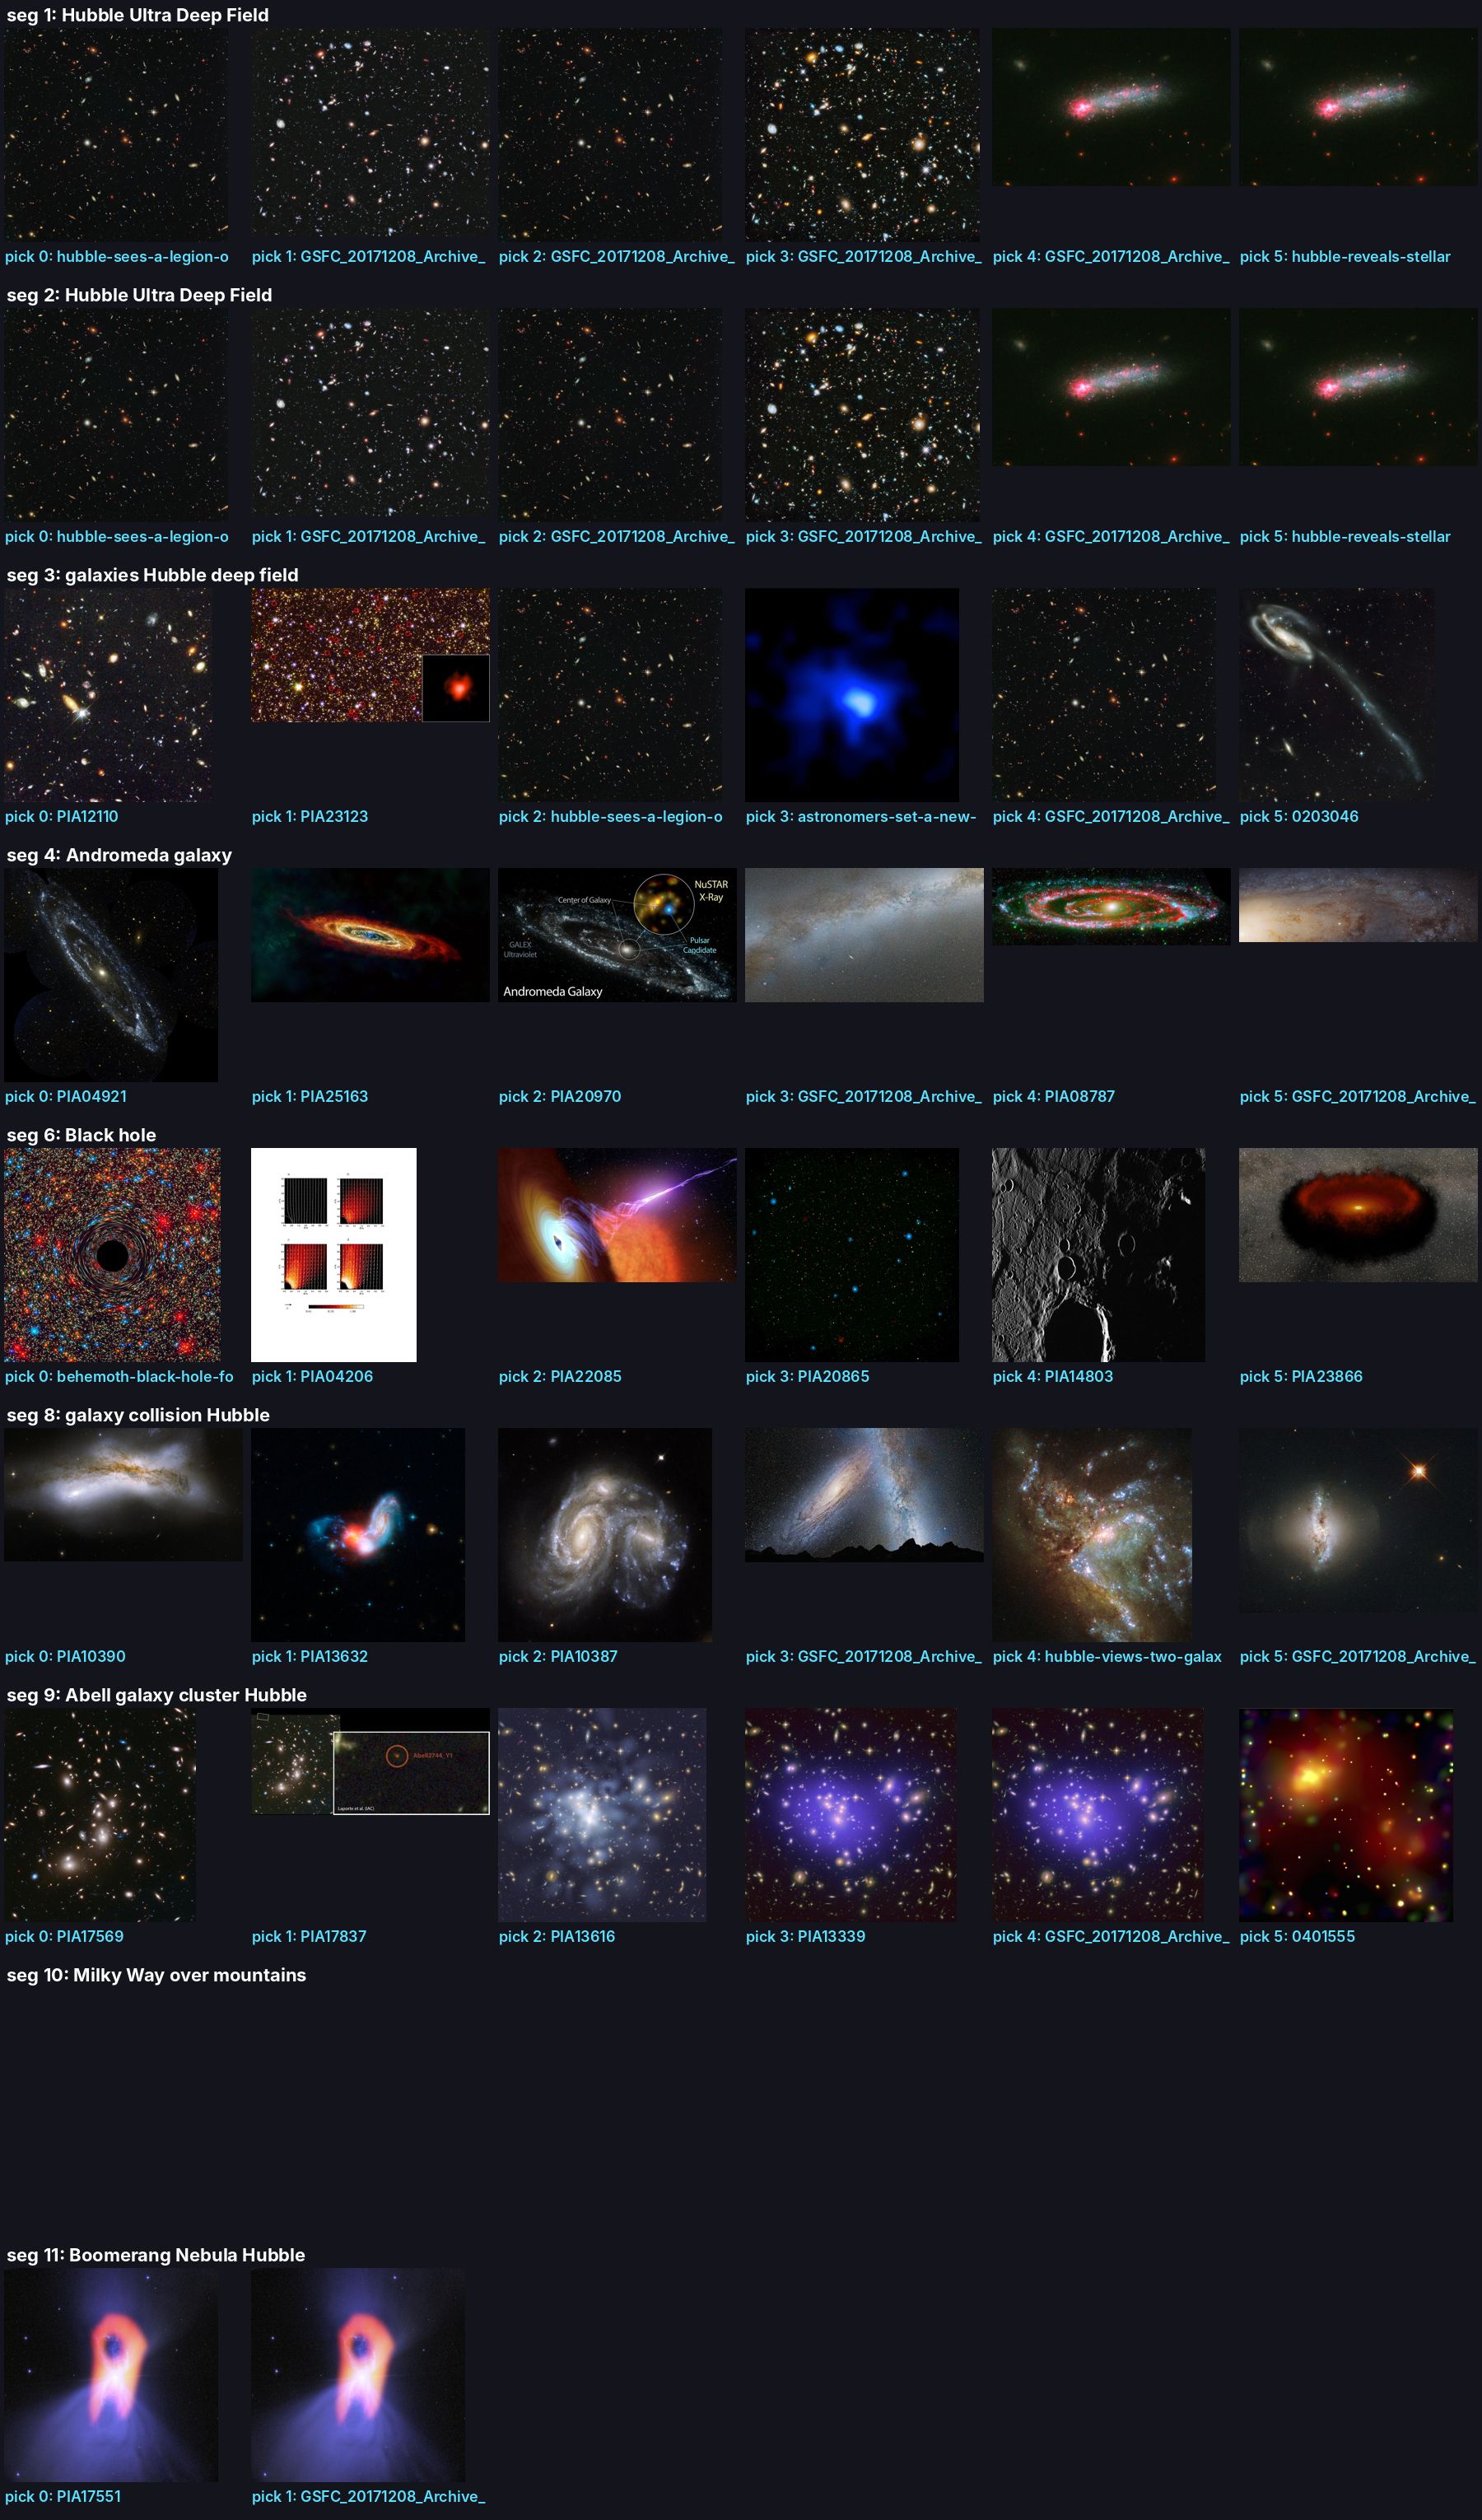 seg 1: Hubble Ultra Deep Field
pick 0: hubble-sees-a-legion-o
pick 1: GSFC_20171208_Archive_
pick 2: GSFC_20171208_Archive_
pick 3: GSFC_20171208_Archive_
pick 4: GSFC_20171208_Archive_
pick 5: hubble-reveals-stellar
seg 2: Hubble Ultra Deep Field
pick 0: hubble-sees-a-legion-o
pick 1: GSFC_20171208_Archive_
pick 2: GSFC_20171208_Archive_
pick 3: GSFC_20171208_Archive_
pick 4: GSFC_20171208_Archive_
pick 5: hubble-reveals-stellar
seg 3: galaxies Hubble deep field
pick 0: PIA12110
pick 1: PIA23123
pick 2: hubble-sees-a-legion-o
pick 3: astronomers-set-a-new-
pick 4: GSFC_20171208_Archive_
pick 5: 0203046
seg 4: Andromeda galaxy
Center of Galaxy
NuSTAR
X-Ray
GALEX
Ultraviolet
Pulsar
Candidate
Andromeda Galaxy
pick 0: PIA04921
pick 1: PIA25163
pick 2: PIA20970
pick 3: GSFC_20171208_Archive_
pick 4: PIA08787
pick 5: GSFC_20171208_Archive_
seg 6: Black hole
pick 0: behemoth-black-hole-fo
pick 1: PIA04206
pick 2: PIA22085
pick 3: PIA20865
pick 4: PIA14803
pick 5: PIA23866
seg 8: galaxy collision Hubble
pick 0: PIA10390
pick 1: PIA13632
pick 2: PIA10387
pick 3: GSFC_20171208_Archive_
pick 4: hubble-views-two-galax
pick 5: GSFC_20171208_Archive_
seg 9: Abell galaxy cluster Hubble
Abell2744_Y1
Laporte et al. (IAC)
pick 0: PIA17569
pick 1: PIA17837
pick 2: PIA13616
pick 3: PIA13339
pick 4: GSFC_20171208_Archive_
pick 5: 0401555
seg 10: Milky Way over mountains
seg 11: Boomerang Nebula Hubble
pick 0: PIA17551
pick 1: GSFC_20171208_Archive_